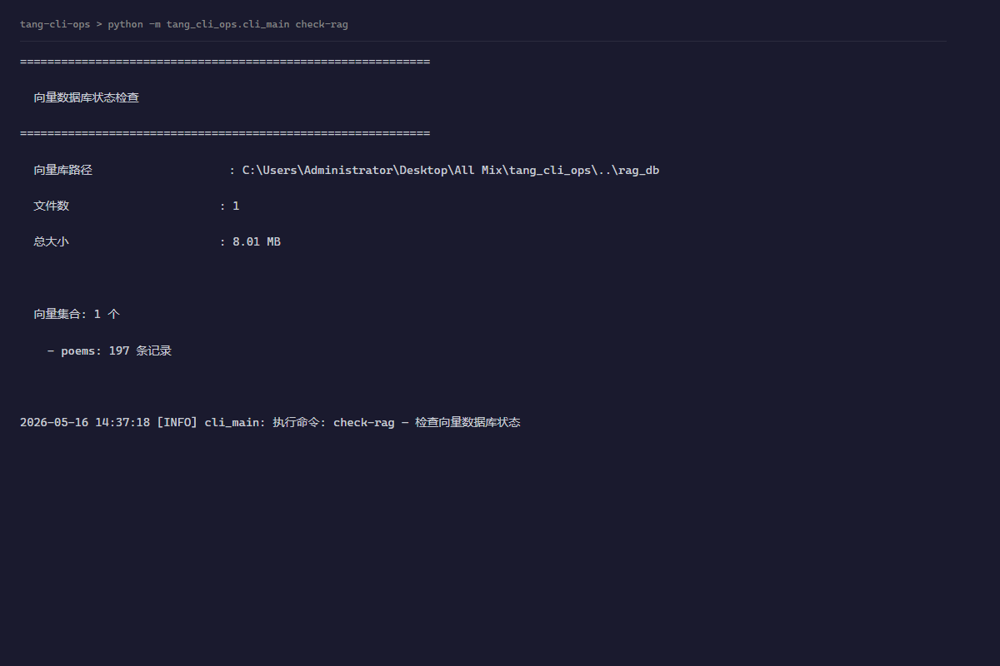 tang-cli-ops > python -m tang_cli_ops.cli_main check-rag
============================================================
向量数据库状态检查
============================================================
向量库路径 : C:\Users\Administrator\Desktop\All Mix\tang_cli_ops\..\rag_db
文件数 : 1
总大小 : 8.01 MB
向量集合: 1 个
- poems: 197 条记录
2026-05-16 14:37:18 [INFO] cli_main: 执行命令: check-rag - 检查向量数据库状态